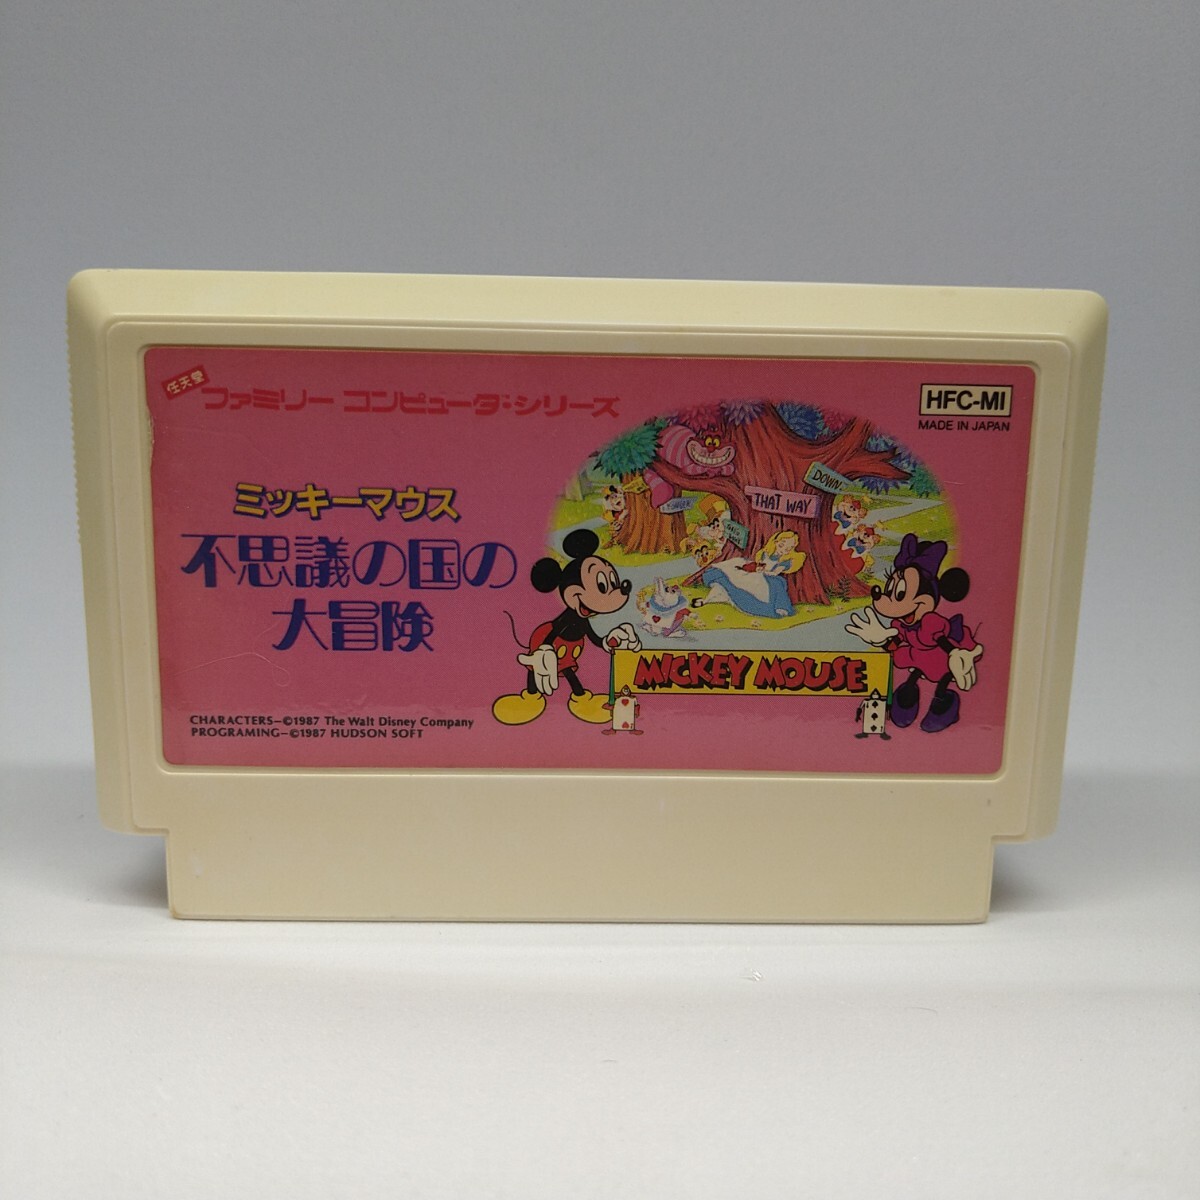 任天堂
ファミリー コンピュータ・シリーズ
HFC-MI
MADE IN JAPAN
ミッキーマウス
不思議の国の
大冒険
DOWN
THAT WAY
MICKEY MOUSE
CHARACTERS-©1987 The Walt Disney Company
PROGRAMING-©1987 HUDSON SOFT